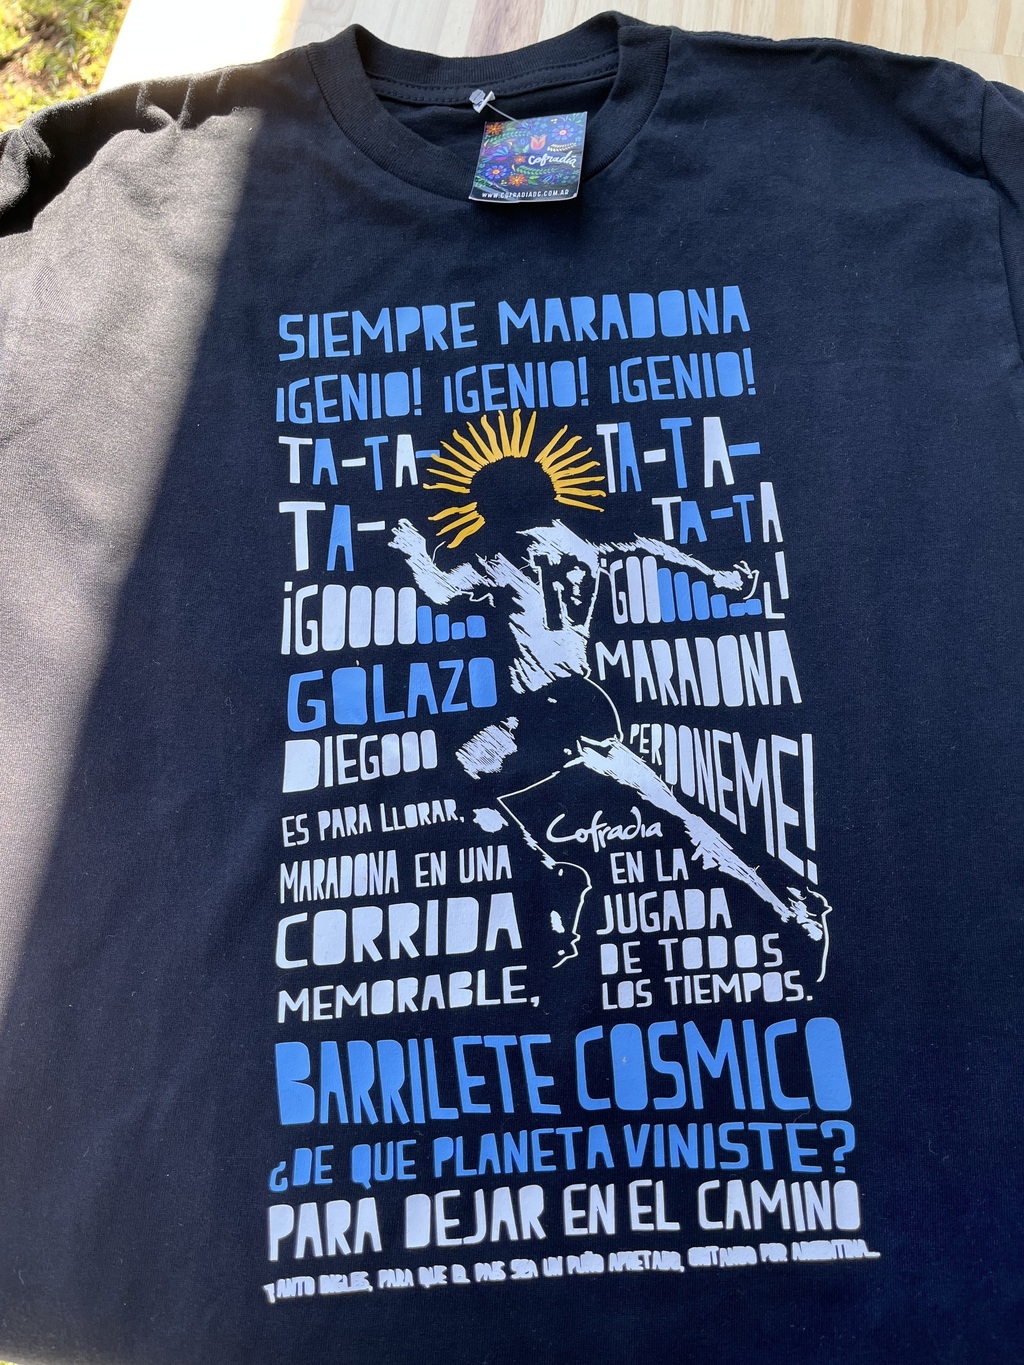 cofradia
WWW.COFRADIADG.COM.AR
SIEMPRE MARADONA
¡GENIO! ¡GENIO! ¡GENIO!
TA-TA- TA-TA-
TA- TA-TA
¡GOOOO.... ¡GOO.....L!
GOLAZO
MARADONA
DIEGOOO
PERDONEME!
ES PARA LLORAR,
MARADONA EN UNA
CORRIDA
MEMORABLE,
Cofradia
EN LA
JUGADA
DE TODOS
LOS TIEMPOS.
BARRILETE COSMICO
¿DE QUE PLANETA VINISTE?
PARA DEJAR EN EL CAMINO
TANTO INGLES, PARA QUE EL PAIS SEA UN PUÑO APRETADO, GRITANDO POR ARGENTINA...